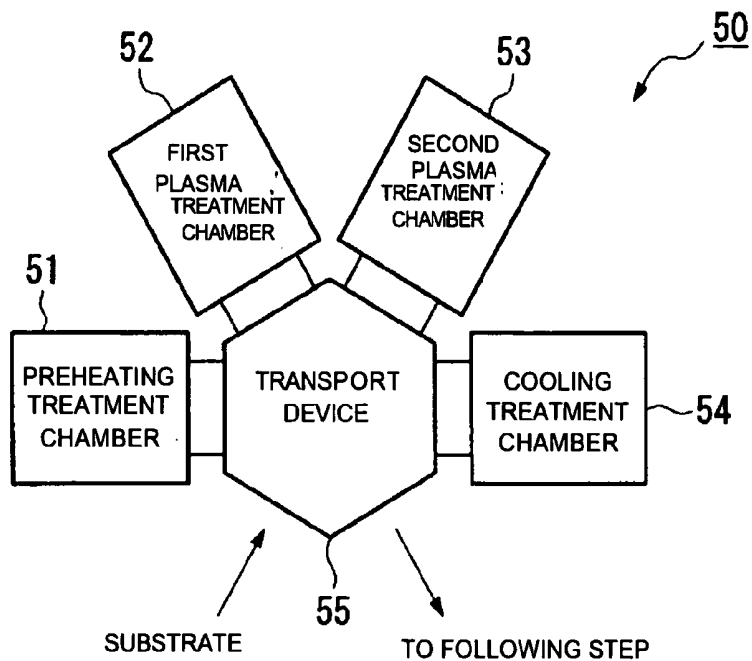 50
52
53
FIRST
PLASMA
TREATMENT
CHAMBER
SECOND
PLASMA
TREATMENT
CHAMBER
51
PREHEATING
TREATMENT
CHAMBER
TRANSPORT
DEVICE
COOLING
TREATMENT
CHAMBER
54
55
SUBSTRATE
TO FOLLOWING STEP